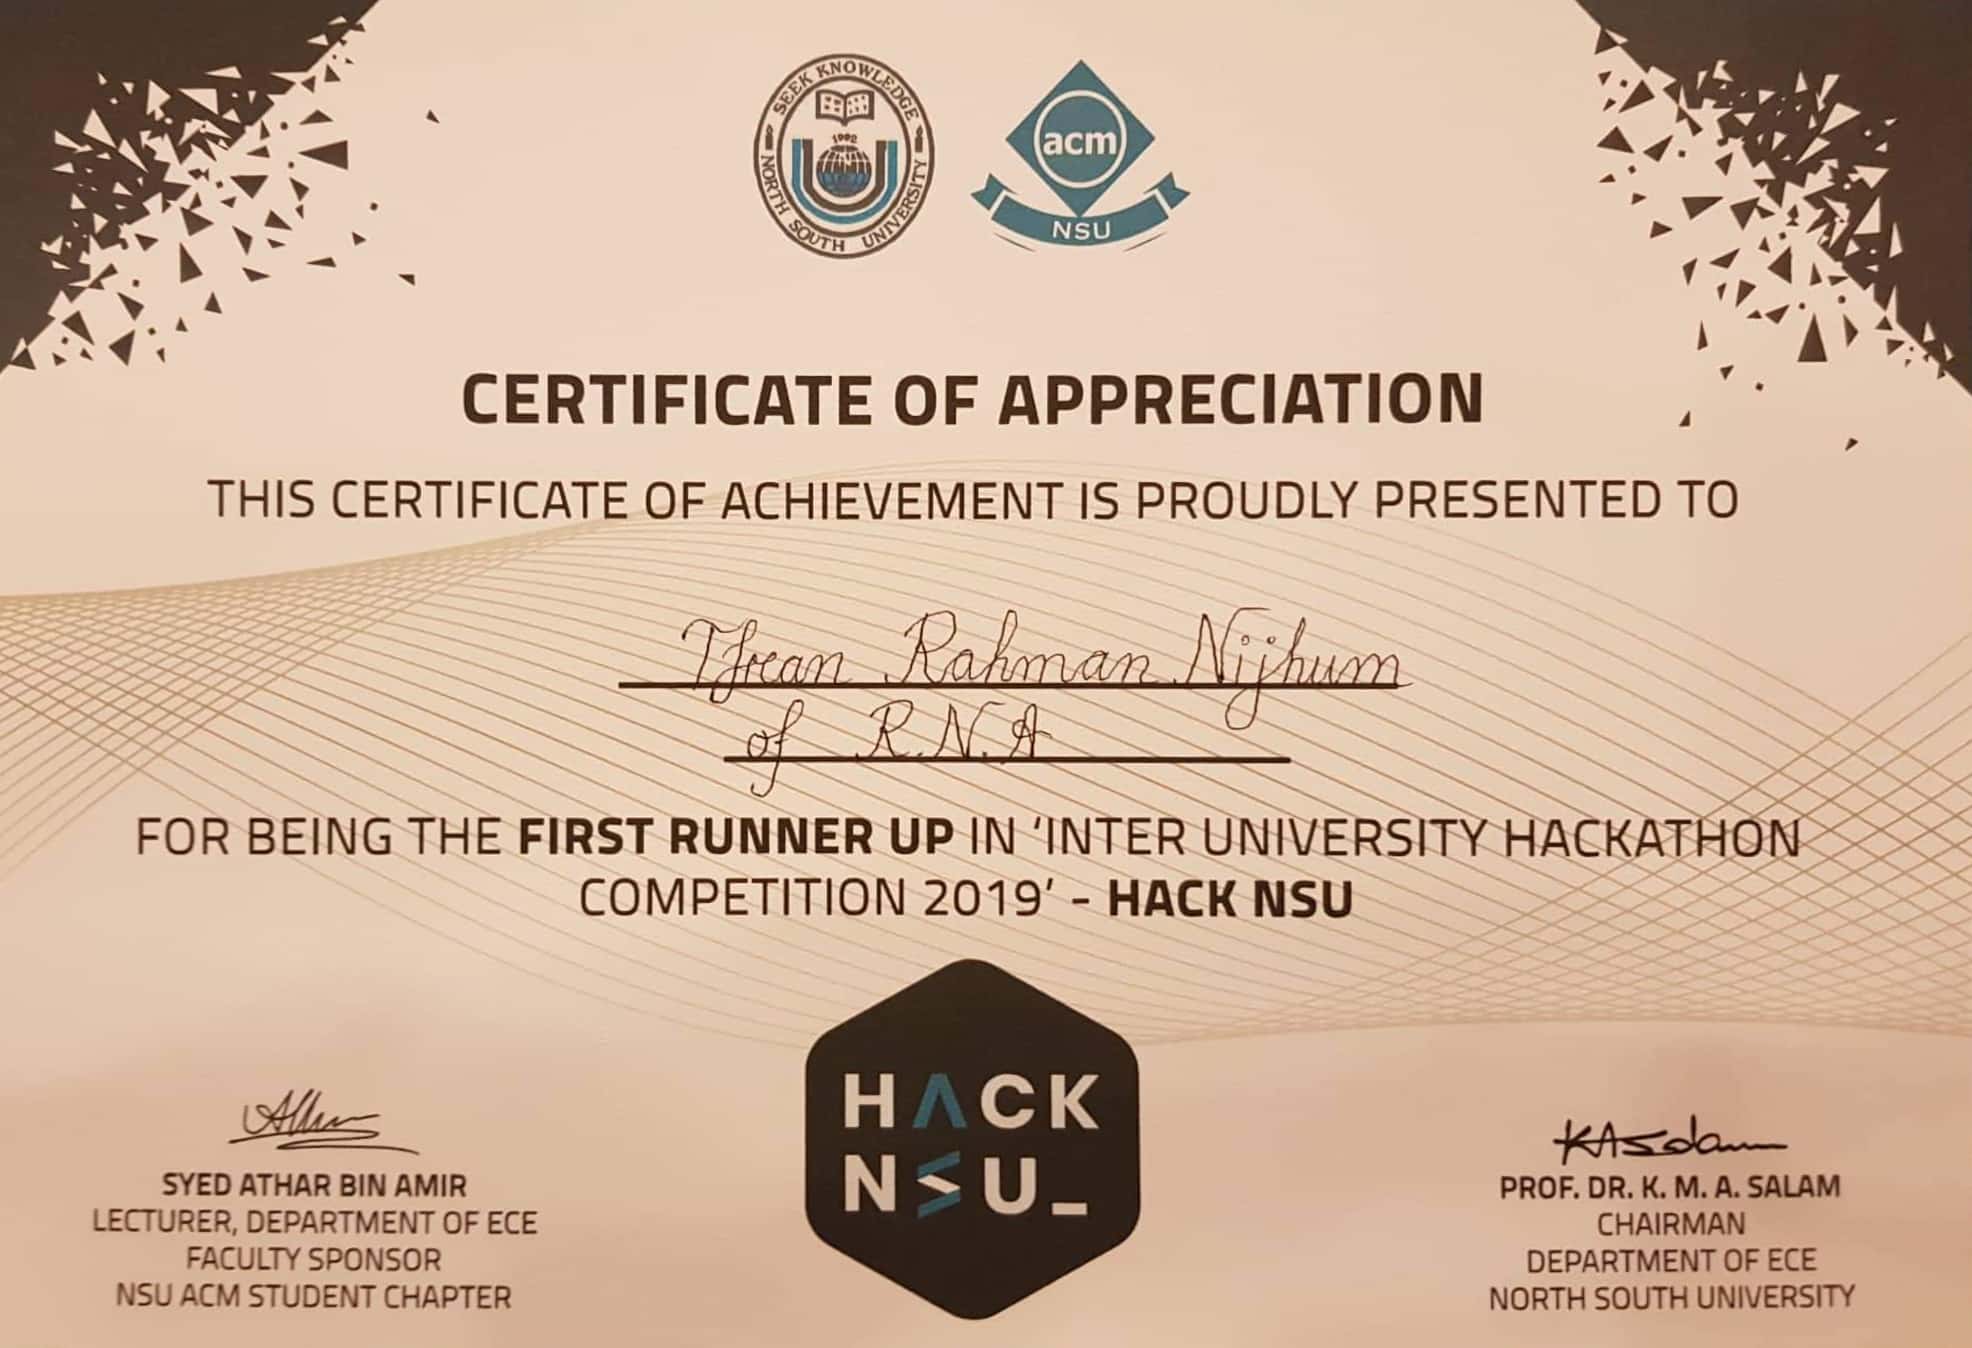 SEEK KNOWLEDGE
1992
NORTH SOUTH UNIVERSITY
acm
NSU
CERTIFICATE OF APPRECIATION
THIS CERTIFICATE OF ACHIEVEMENT IS PROUDLY PRESENTED TO
Ifrean Rahman Nijhum
of R.N.A
FOR BEING THE FIRST RUNNER UP IN ‘INTER UNIVERSITY HACKATHON
COMPETITION 2019’ - HACK NSU
HACK
NSU_
SYED ATHAR BIN AMIR
LECTURER, DEPARTMENT OF ECE
FACULTY SPONSOR
NSU ACM STUDENT CHAPTER
KASalam
PROF. DR. K. M. A. SALAM
CHAIRMAN
DEPARTMENT OF ECE
NORTH SOUTH UNIVERSITY